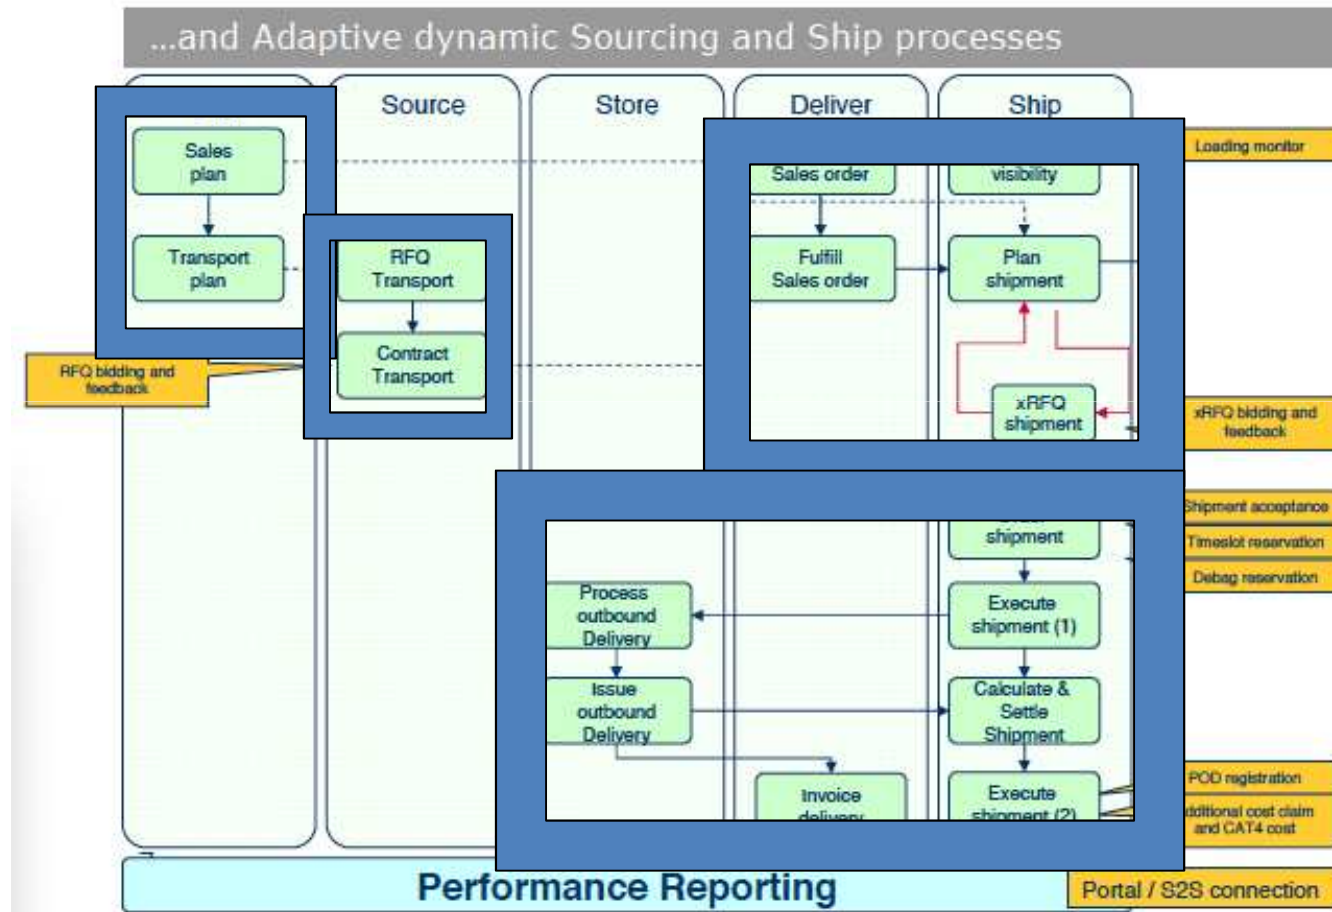 ...and Adaptive dynamic Sourcing and Ship processes
Source
Store
Deliver
Ship
Sales
plan
Transport
plan
RFQ
Transport
Contract
Transport
RFQ bidding and
feedback
Sales order
visibility
Fulfill
Sales order
Plan
shipment
xRFQ
shipment
Loading monitor
xRFQ bidding and
feedback
Shipment acceptance
Timeslot reservation
Debag reservation
shipment
Process
outbound
Delivery
Execute
shipment (1)
Issue
outbound
Delivery
Calculate &
Settle
Shipment
Invoice
delivery
Execute
shipment (2)
POD registration
dditional cost claim
and CAT4 cost
Performance Reporting
Portal / S2S connection